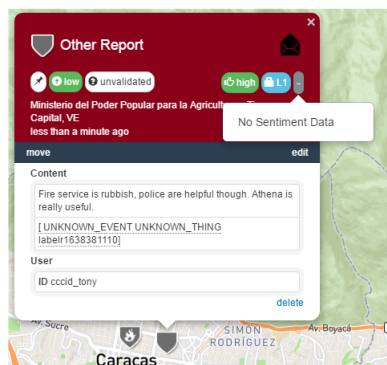 ×
Other Report
low
unvalidated
high
L1
-
Ministerio del Poder Popular para la Agricultu
Capital, VE
less than a minute ago
No Sentiment Data
move
edit
Content
Fire service is rubbish, police are helpful though. Athena is
really useful.
[ UNKNOWN_EVENT UNKNOWN_THING
labelr1638381110]
User
ID cccid_tony
delete
Av. Sucre
SIMÓN
RODRÍGUEZ
Av. Boyacá
Caracas